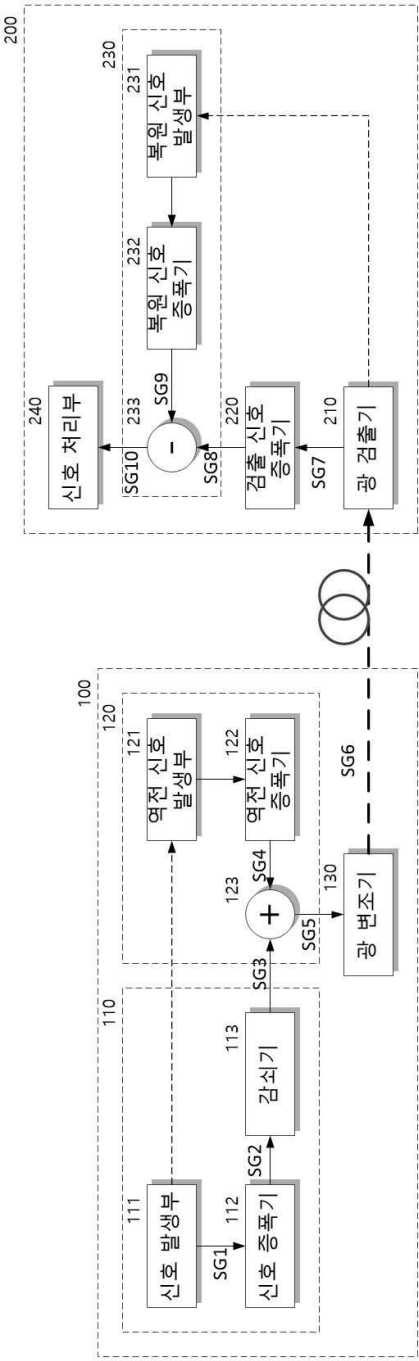 100
110
111
신호 발생부
SG1
112
신호 증폭기
SG2
113
감쇠기
SG3
120
121
역전 신호
발생부
122
역전 신호
증폭기
SG4
123
+
SG5
130
광 변조기
SG6
200
210
광 검출기
SG7
220
검출 신호
증폭기
SG8
230
231
복원 신호
발생부
232
복원 신호
증폭기
SG9
233
-
SG10
240
신호 처리부